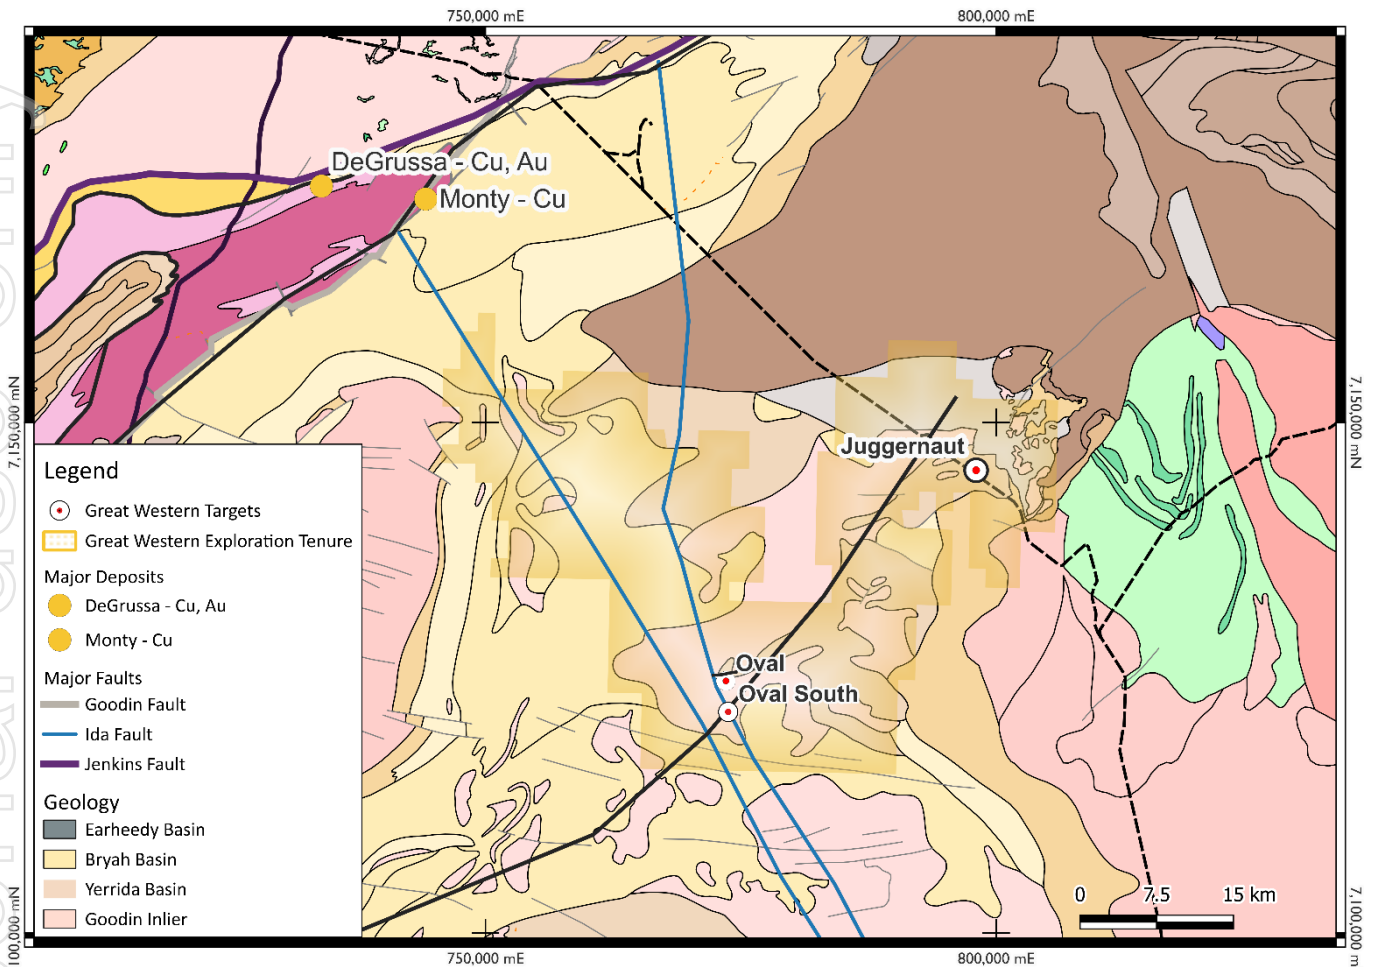 750,000 mE
800,000 mE
DeGrussa - Cu, Au
Monty - Cu
7,150,000 mN
7,150,000 mN
Juggernaut
Oval
Oval South
Legend
Great Western Targets
Great Western Exploration Tenure
Major Deposits
DeGrussa - Cu, Au
Monty - Cu
Major Faults
Goodin Fault
Ida Fault
Jenkins Fault
Geology
Earheedy Basin
Bryah Basin
Yerrida Basin
Goodin Inlier
0 7.5 15 km
100,000 mN
7,100,000 m
750,000 mE
800,000 mE